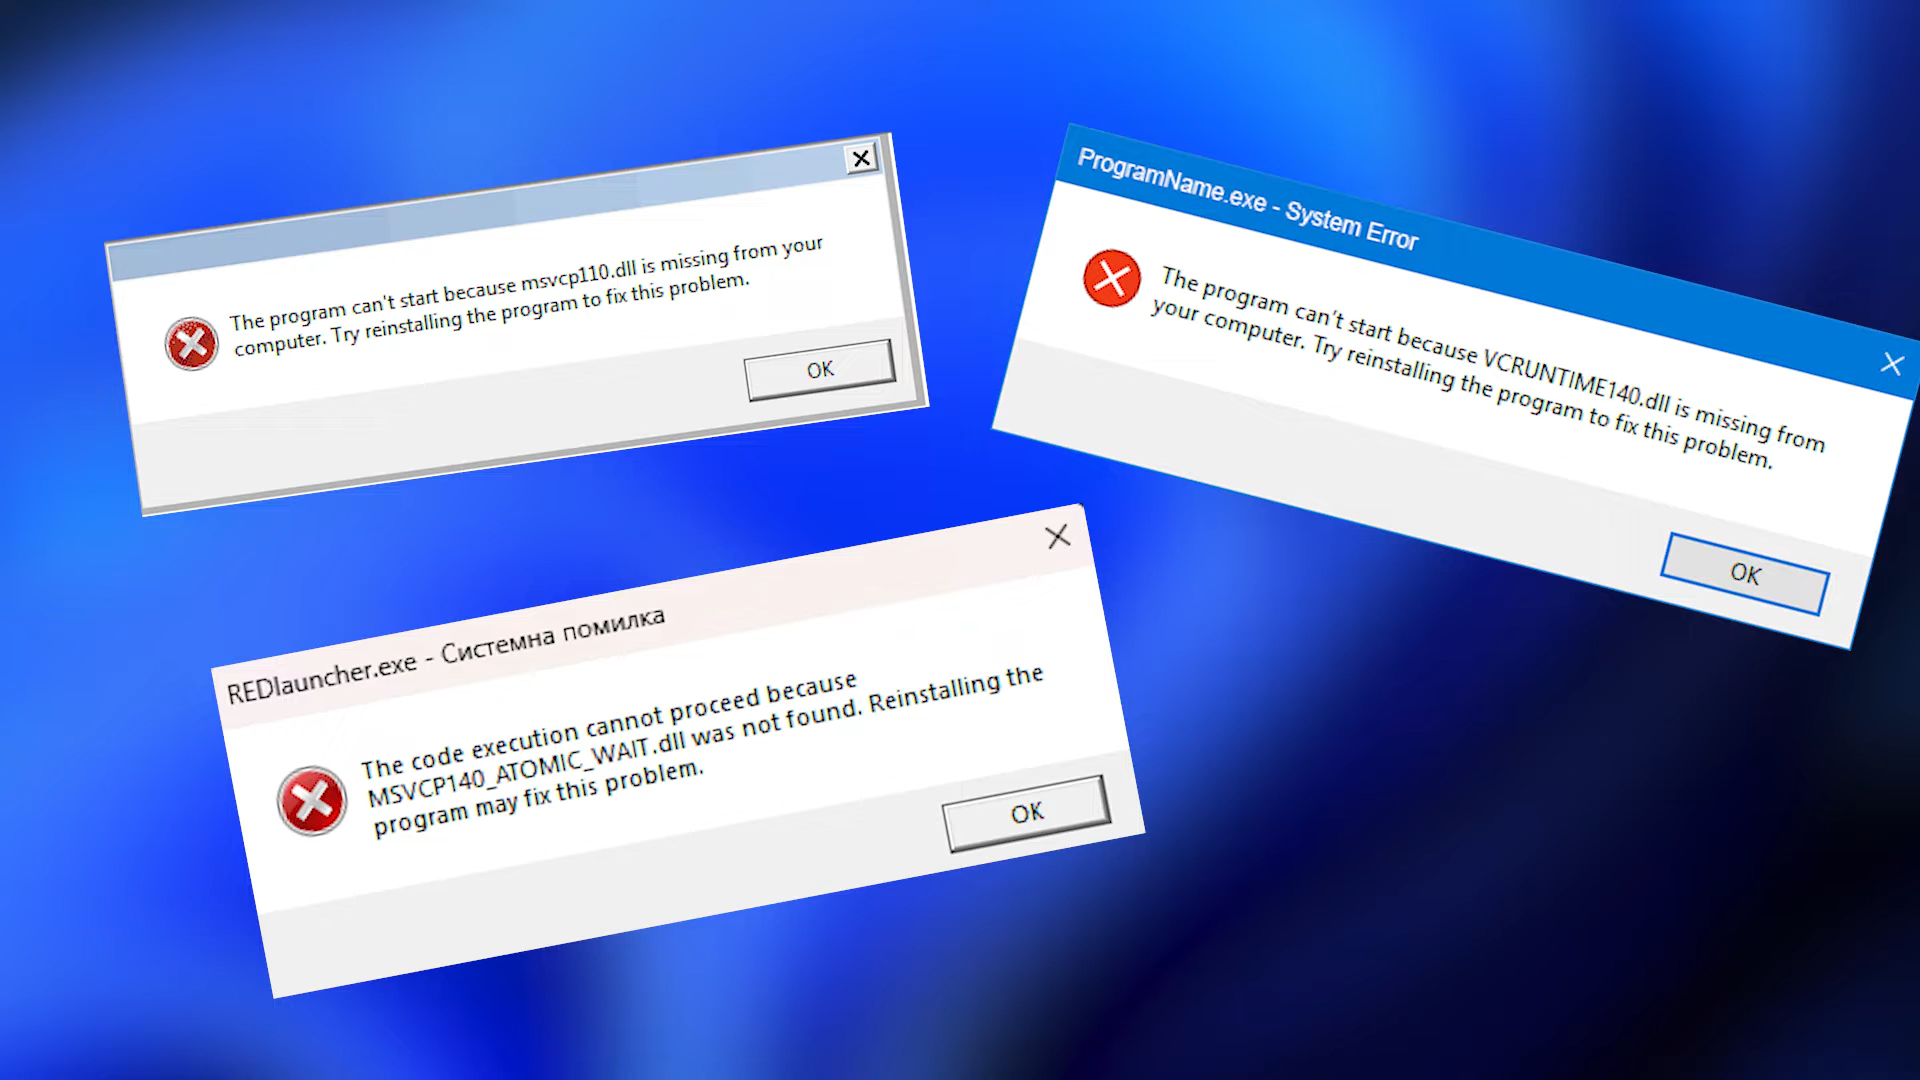 The program can't start because msvcp110.dll is missing from your
computer. Try reinstalling the program to fix this problem.
OK
ProgramName.exe - System Error
The program can't start because VCRUNTIME140.dll is missing from
your computer. Try reinstalling the program to fix this problem.
OK
REDlauncher.exe - Системна помилка
The code execution cannot proceed because
MSVCP140_ATOMIC_WAIT.dll was not found. Reinstalling the
program may fix this problem.
OK